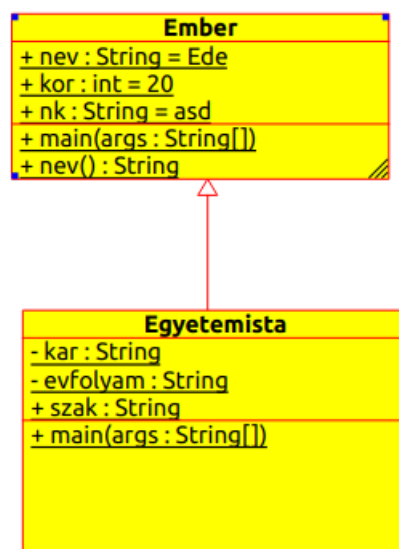 Ember
+ nev : String = Ede
+ kor : int = 20
+ nk : String = asd
+ main(args : String[])
+ nev() : String
Egyetemista
- kar : String
- evfolyam : String
+ szak : String
+ main(args : String[])